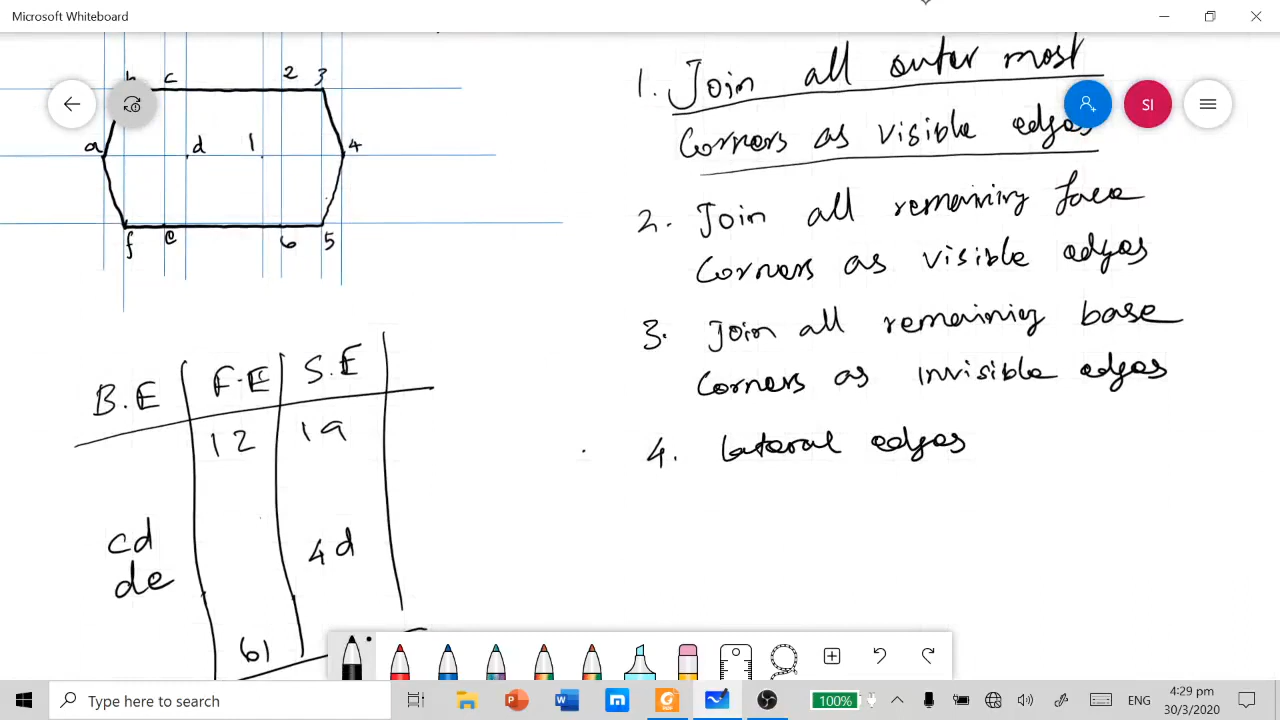 Microsoft Whiteboard
c 2 3
a d 1 4
f e 6 5
B.E F.E S.E
12 1a
cd
4d
de
61
1. Join all outer most
Corners as visible edges
SI
2. Join all remaining face
Corners as visible edges
3. Join all remaining base
Corners as invisible edges
4. lateral edges
Type here to search
100%
ENG
4:29 pm
30/3/2020